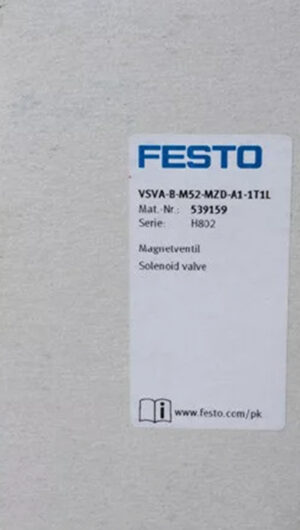 FESTO
VSVA-B-M52-MZD-A1-1T1L
Mat.-Nr.: 539159
Serie: H802
Magnetventil
Solenoid valve
i www.festo.com/pk